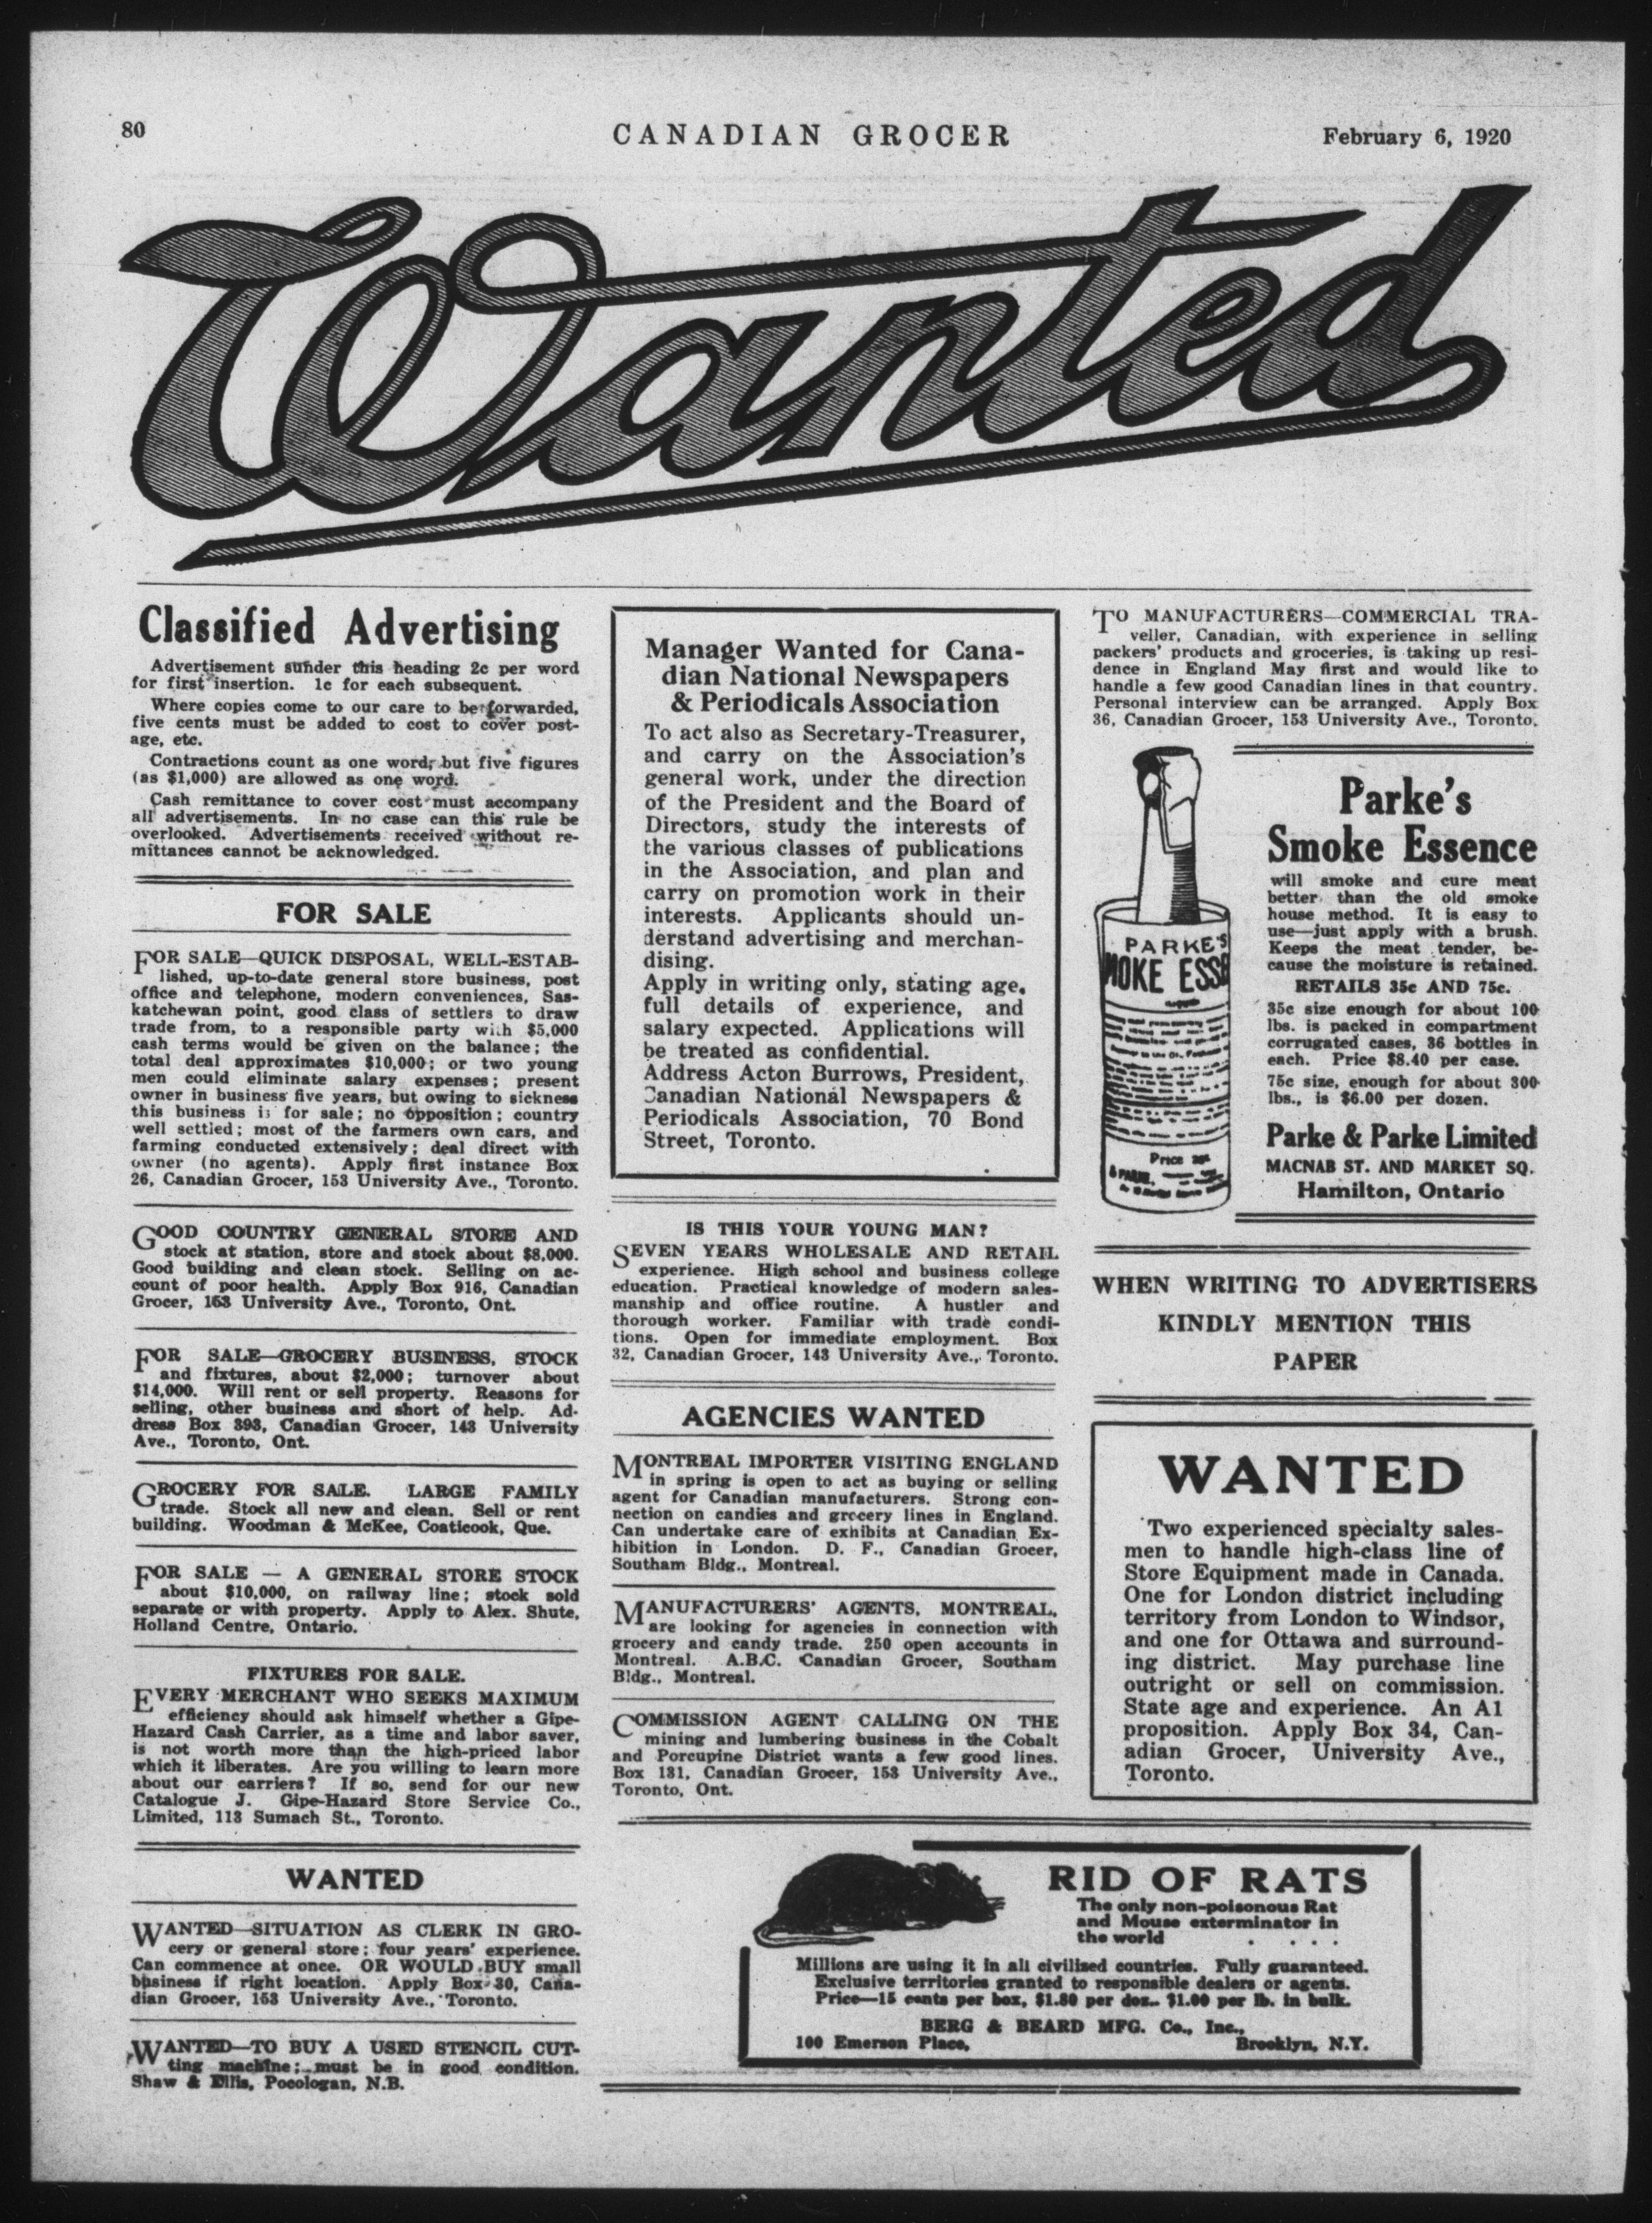 80
CANADIAN GROCER
February 6, 1920
Wanted
Classified Advertising
Advertisement sunder this heading 2c per word
for first insertion. 1c for each subsequent.
Where copies come to our care to be forwarded,
five cents must be added to cost to cover post-
age, etc.
Contractions count as one word, but five figures
(as $1,000) are allowed as one word.
Cash remittance to cover cost must accompany
all advertisements. In no case can this rule be
overlooked. Advertisements received without re-
mittances cannot be acknowledged.
FOR SALE
FOR SALE—QUICK DISPOSAL, WELL-ESTAB-
lished, up-to-date general store business, post
office and telephone, modern conveniences, Sas-
katchewan point, good class of settlers to draw
trade from, to a responsible party with $5,000
cash terms would be given on the balance; the
total deal approximates $10,000; or two young
men could eliminate salary expenses; present
owner in business five years, but owing to sickness
this business is for sale; no opposition; country
well settled; most of the farmers own cars, and
farming conducted extensively; deal direct with
owner (no agents). Apply first instance Box
26, Canadian Grocer, 153 University Ave., Toronto.
GOOD COUNTRY GENERAL STORE AND
stock at station, store and stock about $8,000.
Good building and clean stock. Selling on ac-
count of poor health. Apply Box 916, Canadian
Grocer, 153 University Ave., Toronto, Ont.
FOR SALE—GROCERY BUSINESS, STOCK
and fixtures, about $2,000; turnover about
$14,000. Will rent or sell property. Reasons for
selling, other business and short of help. Ad-
dress Box 393, Canadian Grocer, 143 University
Ave., Toronto, Ont.
GROCERY FOR SALE. LARGE FAMILY
trade. Stock all new and clean. Sell or rent
building. Woodman & McKee, Coaticook, Que.
FOR SALE — A GENERAL STORE STOCK
about $10,000, on railway line; stock sold
separate or with property. Apply to Alex. Shute,
Holland Centre, Ontario.
FIXTURES FOR SALE.
EVERY MERCHANT WHO SEEKS MAXIMUM
efficiency should ask himself whether a Gipe-
Hazard Cash Carrier, as a time and labor saver,
is not worth more than the high-priced labor
which it liberates. Are you willing to learn more
about our carriers? If so, send for our new
Catalogue J. Gipe-Hazard Store Service Co.,
Limited, 113 Sumach St., Toronto.
WANTED
WANTED—SITUATION AS CLERK IN GRO-
cery or general store; four years' experience.
Can commence at once. OR WOULD BUY small
business if right location. Apply Box 30, Cana-
dian Grocer, 153 University Ave., Toronto.
WANTED—TO BUY A USED STENCIL CUT-
ting machine; must be in good condition.
Shaw & Ellis, Pocologan, N.B.
Manager Wanted for Cana-
dian National Newspapers
& Periodicals Association
To act also as Secretary-Treasurer,
and carry on the Association's
general work, under the direction
of the President and the Board of
Directors, study the interests of
the various classes of publications
in the Association, and plan and
carry on promotion work in their
interests. Applicants should un-
derstand advertising and merchan-
dising.
Apply in writing only, stating age,
full details of experience, and
salary expected. Applications will
be treated as confidential.
Address Acton Burrows, President,
Canadian National Newspapers &
Periodicals Association, 70 Bond
Street, Toronto.
IS THIS YOUR YOUNG MAN?
SEVEN YEARS WHOLESALE AND RETAIL
experience. High school and business college
education. Practical knowledge of modern sales-
manship and office routine. A hustler and
thorough worker. Familiar with trade condi-
tions. Open for immediate employment. Box
32, Canadian Grocer, 143 University Ave., Toronto.
AGENCIES WANTED
MONTREAL IMPORTER VISITING ENGLAND
in spring is open to act as buying or selling
agent for Canadian manufacturers. Strong con-
nection on candies and grocery lines in England.
Can undertake care of exhibits at Canadian Ex-
hibition in London. D. F., Canadian Grocer,
Southam Bldg., Montreal.
MANUFACTURERS' AGENTS, MONTREAL,
are looking for agencies in connection with
grocery and candy trade. 250 open accounts in
Montreal. A.B.C. Canadian Grocer, Southam
Bldg., Montreal.
COMMISSION AGENT CALLING ON THE
mining and lumbering business in the Cobalt
and Porcupine District wants a few good lines.
Box 131, Canadian Grocer, 153 University Ave.,
Toronto, Ont.
TO MANUFACTURERS—COMMERCIAL TRA-
veller, Canadian, with experience in selling
packers' products and groceries, is taking up resi-
dence in England May first and would like to
handle a few good Canadian lines in that country.
Personal interview can be arranged. Apply Box
36, Canadian Grocer, 153 University Ave., Toronto.
PARKE'S
MOKE ESSE
Price
Parke's
Smoke Essence
will smoke and cure meat
better than the old smoke
house method. It is easy to
use—just apply with a brush.
Keeps the meat tender, be-
cause the moisture is retained.
RETAILS 35c AND 75c.
35c size enough for about 100
lbs. is packed in compartment
corrugated cases, 36 bottles in
each. Price $8.40 per case.
75c size, enough for about 300
lbs., is $6.00 per dozen.
Parke & Parke Limited
MACNAB ST. AND MARKET SQ.
Hamilton, Ontario
WHEN WRITING TO ADVERTISERS
KINDLY MENTION THIS
PAPER
WANTED
Two experienced specialty sales-
men to handle high-class line of
Store Equipment made in Canada.
One for London district including
territory from London to Windsor,
and one for Ottawa and surround-
ing district. May purchase line
outright or sell on commission.
State age and experience. An A1
proposition. Apply Box 34, Can-
adian Grocer, University Ave.,
Toronto.
RID OF RATS
The only non-poisonous Rat
and Mouse exterminator in
the world . . . .
Millions are using it in all civilized countries. Fully guaranteed.
Exclusive territories granted to responsible dealers or agents.
Price—15 cents per box, $1.80 per doz.. $1.00 per lb. in bulk.
BERG & BEARD MFG. Co., Inc.,
100 Emerson Place, Brooklyn, N.Y.